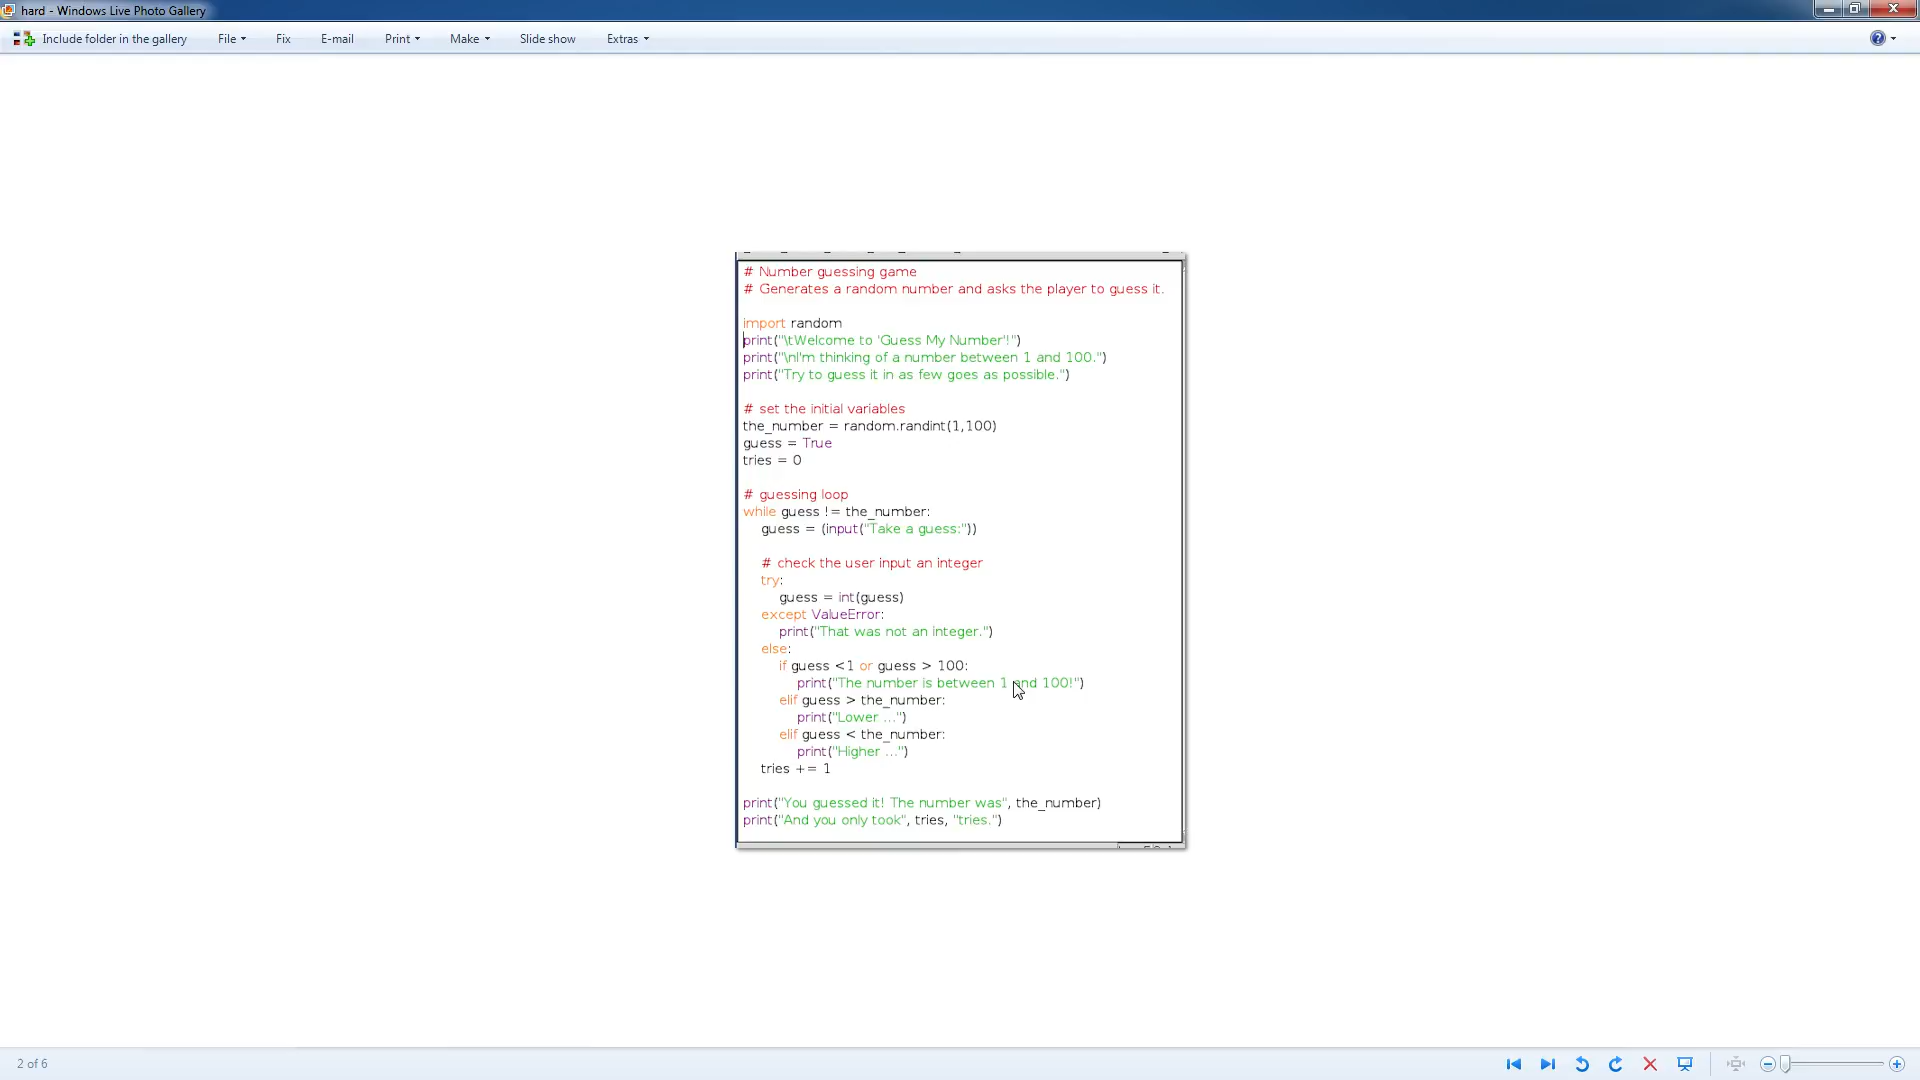 hard - Windows Live Photo Gallery
Include folder in the gallery File Fix E-mail Print Make Slide show Extras
# Number guessing game
# Generates a random number and asks the player to guess it.
import random
print("\tWelcome to 'Guess My Number'!")
print("\nI'm thinking of a number between 1 and 100.")
print("Try to guess it in as few goes as possible.")
# set the initial variables
the_number = random.randint(1,100)
guess = True
tries = 0
# guessing loop
while guess != the_number:
    guess = (input("Take a guess:"))
    # check the user input an integer
    try:
        guess = int(guess)
    except ValueError:
        print("That was not an integer.")
    else:
        if guess <1 or guess > 100:
            print("The number is between 1 and 100!")
        elif guess > the_number:
            print("Lower ...")
        elif guess < the_number:
            print("Higher ...")
    tries += 1
print("You guessed it! The number was", the_number)
print("And you only took", tries, "tries.")
2 of 6